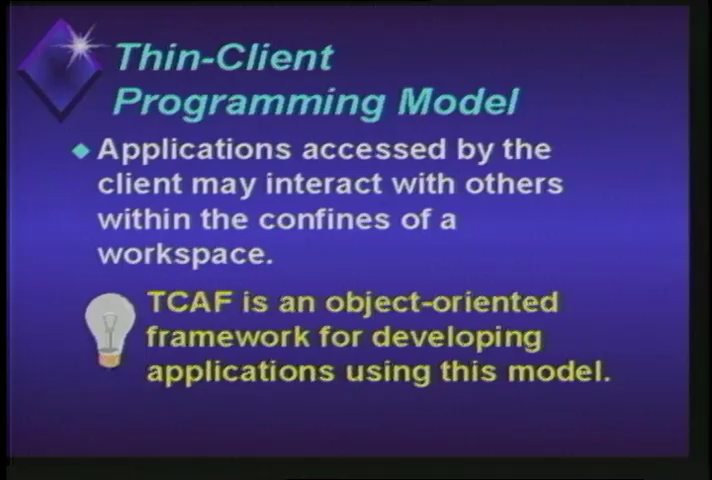 Thin-Client
Programming Model
Applications accessed by the
client may interact with others
within the confines of a
workspace.
TCAF is an object-oriented
framework for developing
applications using this model.